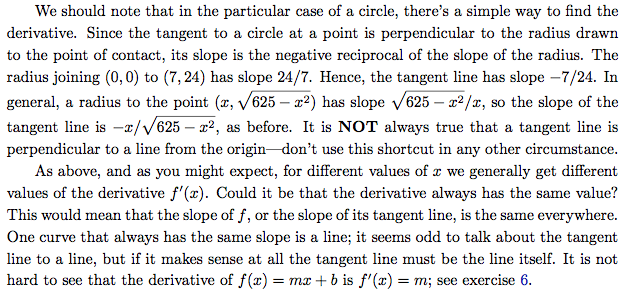 We should note that in the particular case of a circle, there's a simple way to find the
derivative. Since the tangent to a circle at a point is perpendicular to the radius drawn
to the point of contact, its slope is the negative reciprocal of the slope of the radius. The
radius joining (0, 0) to (7, 24) has slope 24/7. Hence, the tangent line has slope −7/24. In
general, a radius to the point (x, √(625 − x²)) has slope √(625 − x²)/x, so the slope of the
tangent line is −x/√(625 − x²), as before. It is NOT always true that a tangent line is
perpendicular to a line from the origin—don't use this shortcut in any other circumstance.
As above, and as you might expect, for different values of x we generally get different
values of the derivative f′(x). Could it be that the derivative always has the same value?
This would mean that the slope of f, or the slope of its tangent line, is the same everywhere.
One curve that always has the same slope is a line; it seems odd to talk about the tangent
line to a line, but if it makes sense at all the tangent line must be the line itself. It is not
hard to see that the derivative of f(x) = mx + b is f′(x) = m; see exercise 6.